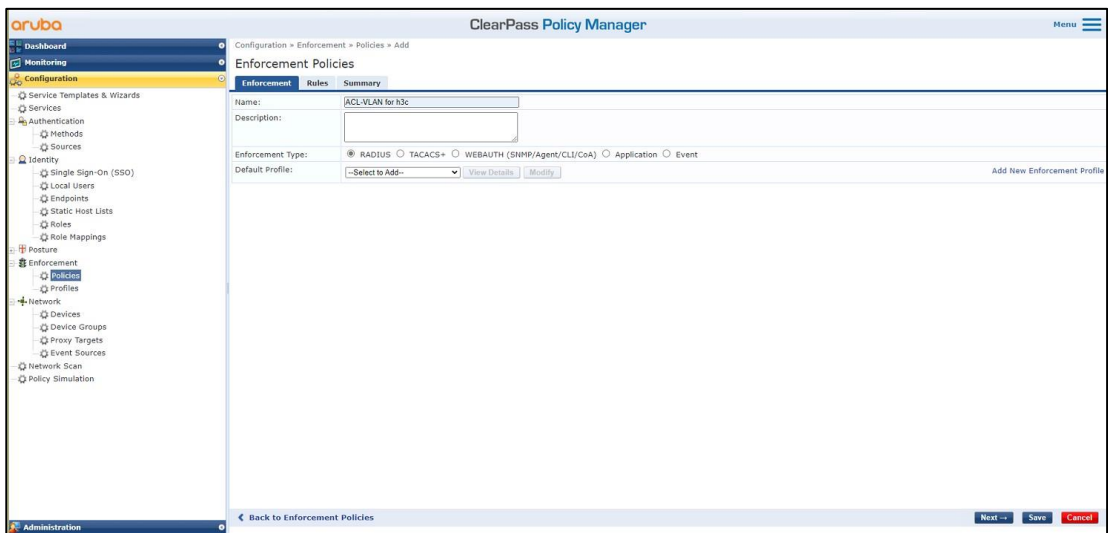 aruba
ClearPass Policy Manager
Menu
Dashboard
Monitoring
Configuration
Service Templates & Wizards
Services
Authentication
Methods
Sources
Identity
Single Sign-On (SSO)
Local Users
Endpoints
Static Host Lists
Roles
Role Mappings
Posture
Enforcement
Policies
Profiles
Network
Devices
Device Groups
Proxy Targets
Event Sources
Network Scan
Policy Simulation
Administration
Configuration » Enforcement » Policies » Add
Enforcement Policies
Enforcement Rules Summary
Name: ACL-VLAN for h3c
Description:
Enforcement Type: RADIUS TACACS+ WEBAUTH (SNMP/Agent/CLI/CoA) Application Event
Default Profile: --Select to Add-- View Details Modify Add New Enforcement Profile
Back to Enforcement Policies Next → Save Cancel